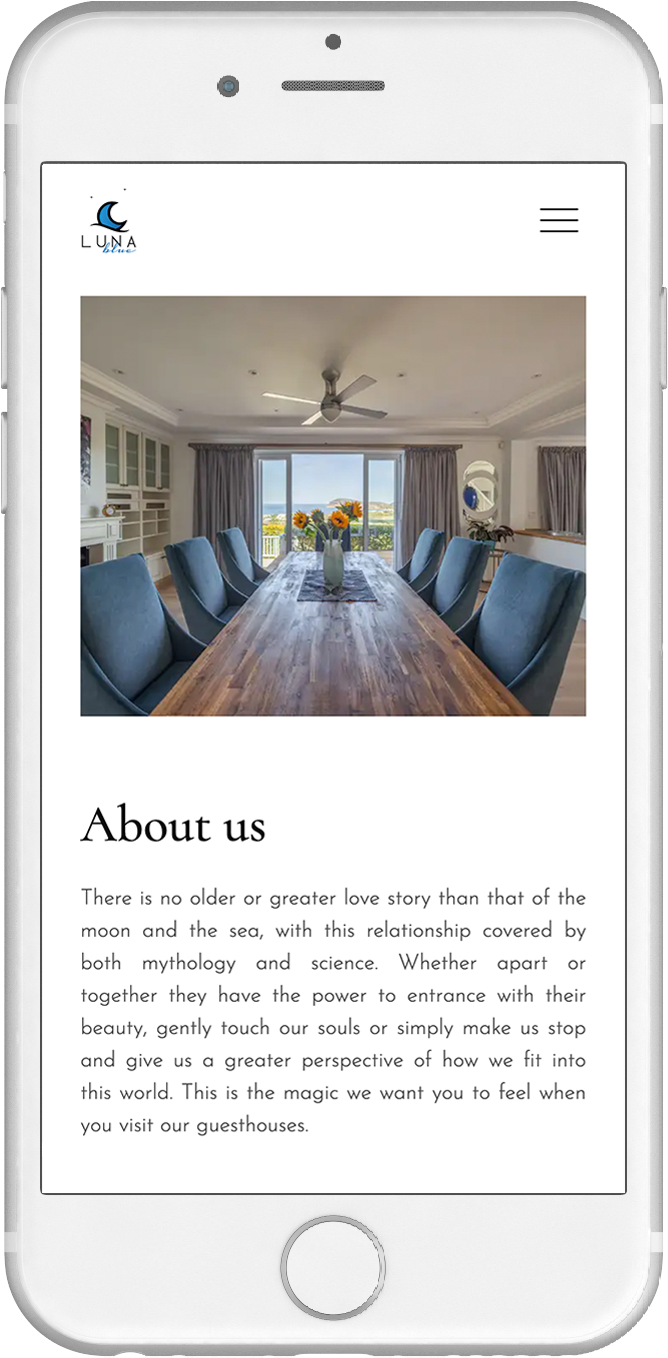 LUNA
blue
About us
There is no older or greater love story than that of the
moon and the sea, with this relationship covered by
both mythology and science. Whether apart or
together they have the power to entrance with their
beauty, gently touch our souls or simply make us stop
and give us a greater perspective of how we fit into
this world. This is the magic we want you to feel when
you visit our guesthouses.